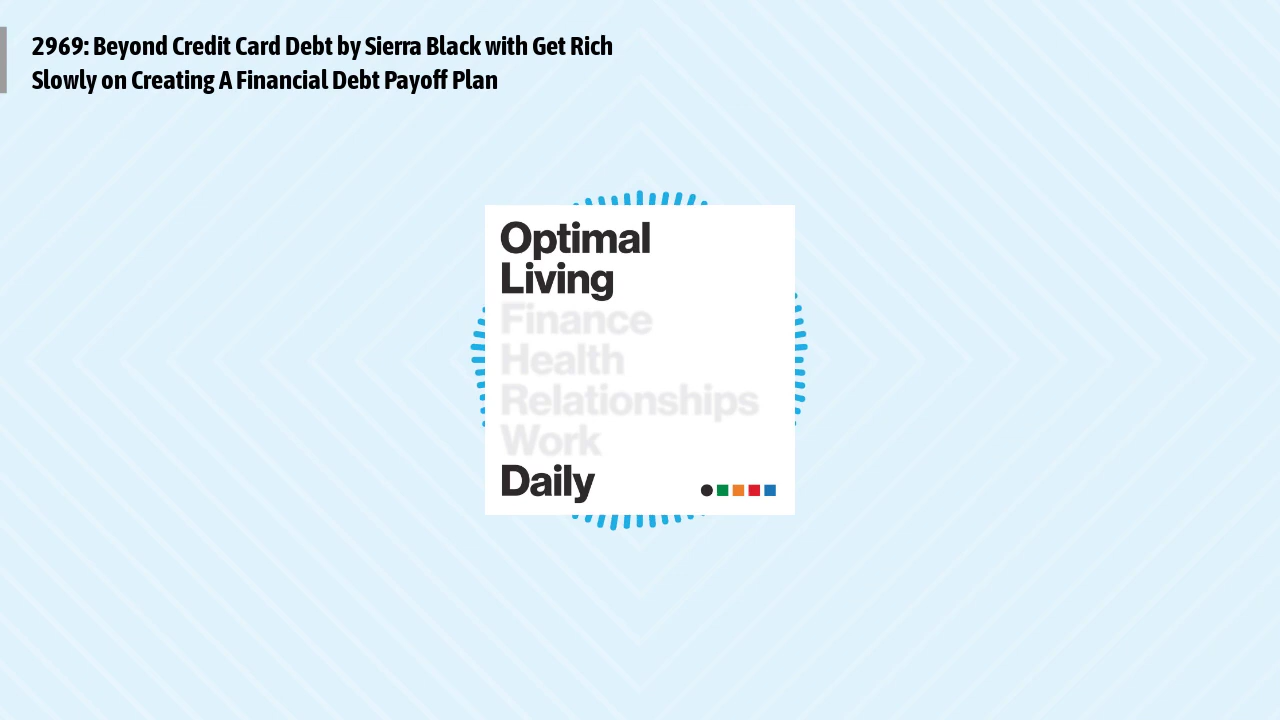 2969: Beyond Credit Card Debt by Sierra Black with Get Rich
Slowly on Creating A Financial Debt Payoff Plan
Optimal
Living
Finance
Health
Relationships
Work
Daily